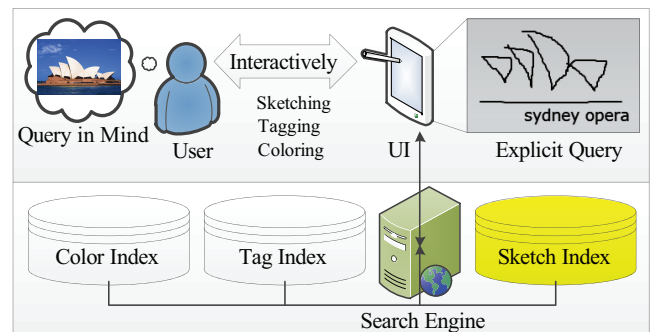 Interactively
Sketching
Tagging
Coloring
Query in Mind
User
UI
sydney opera
Explicit Query
Color Index
Tag Index
Sketch Index
Search Engine